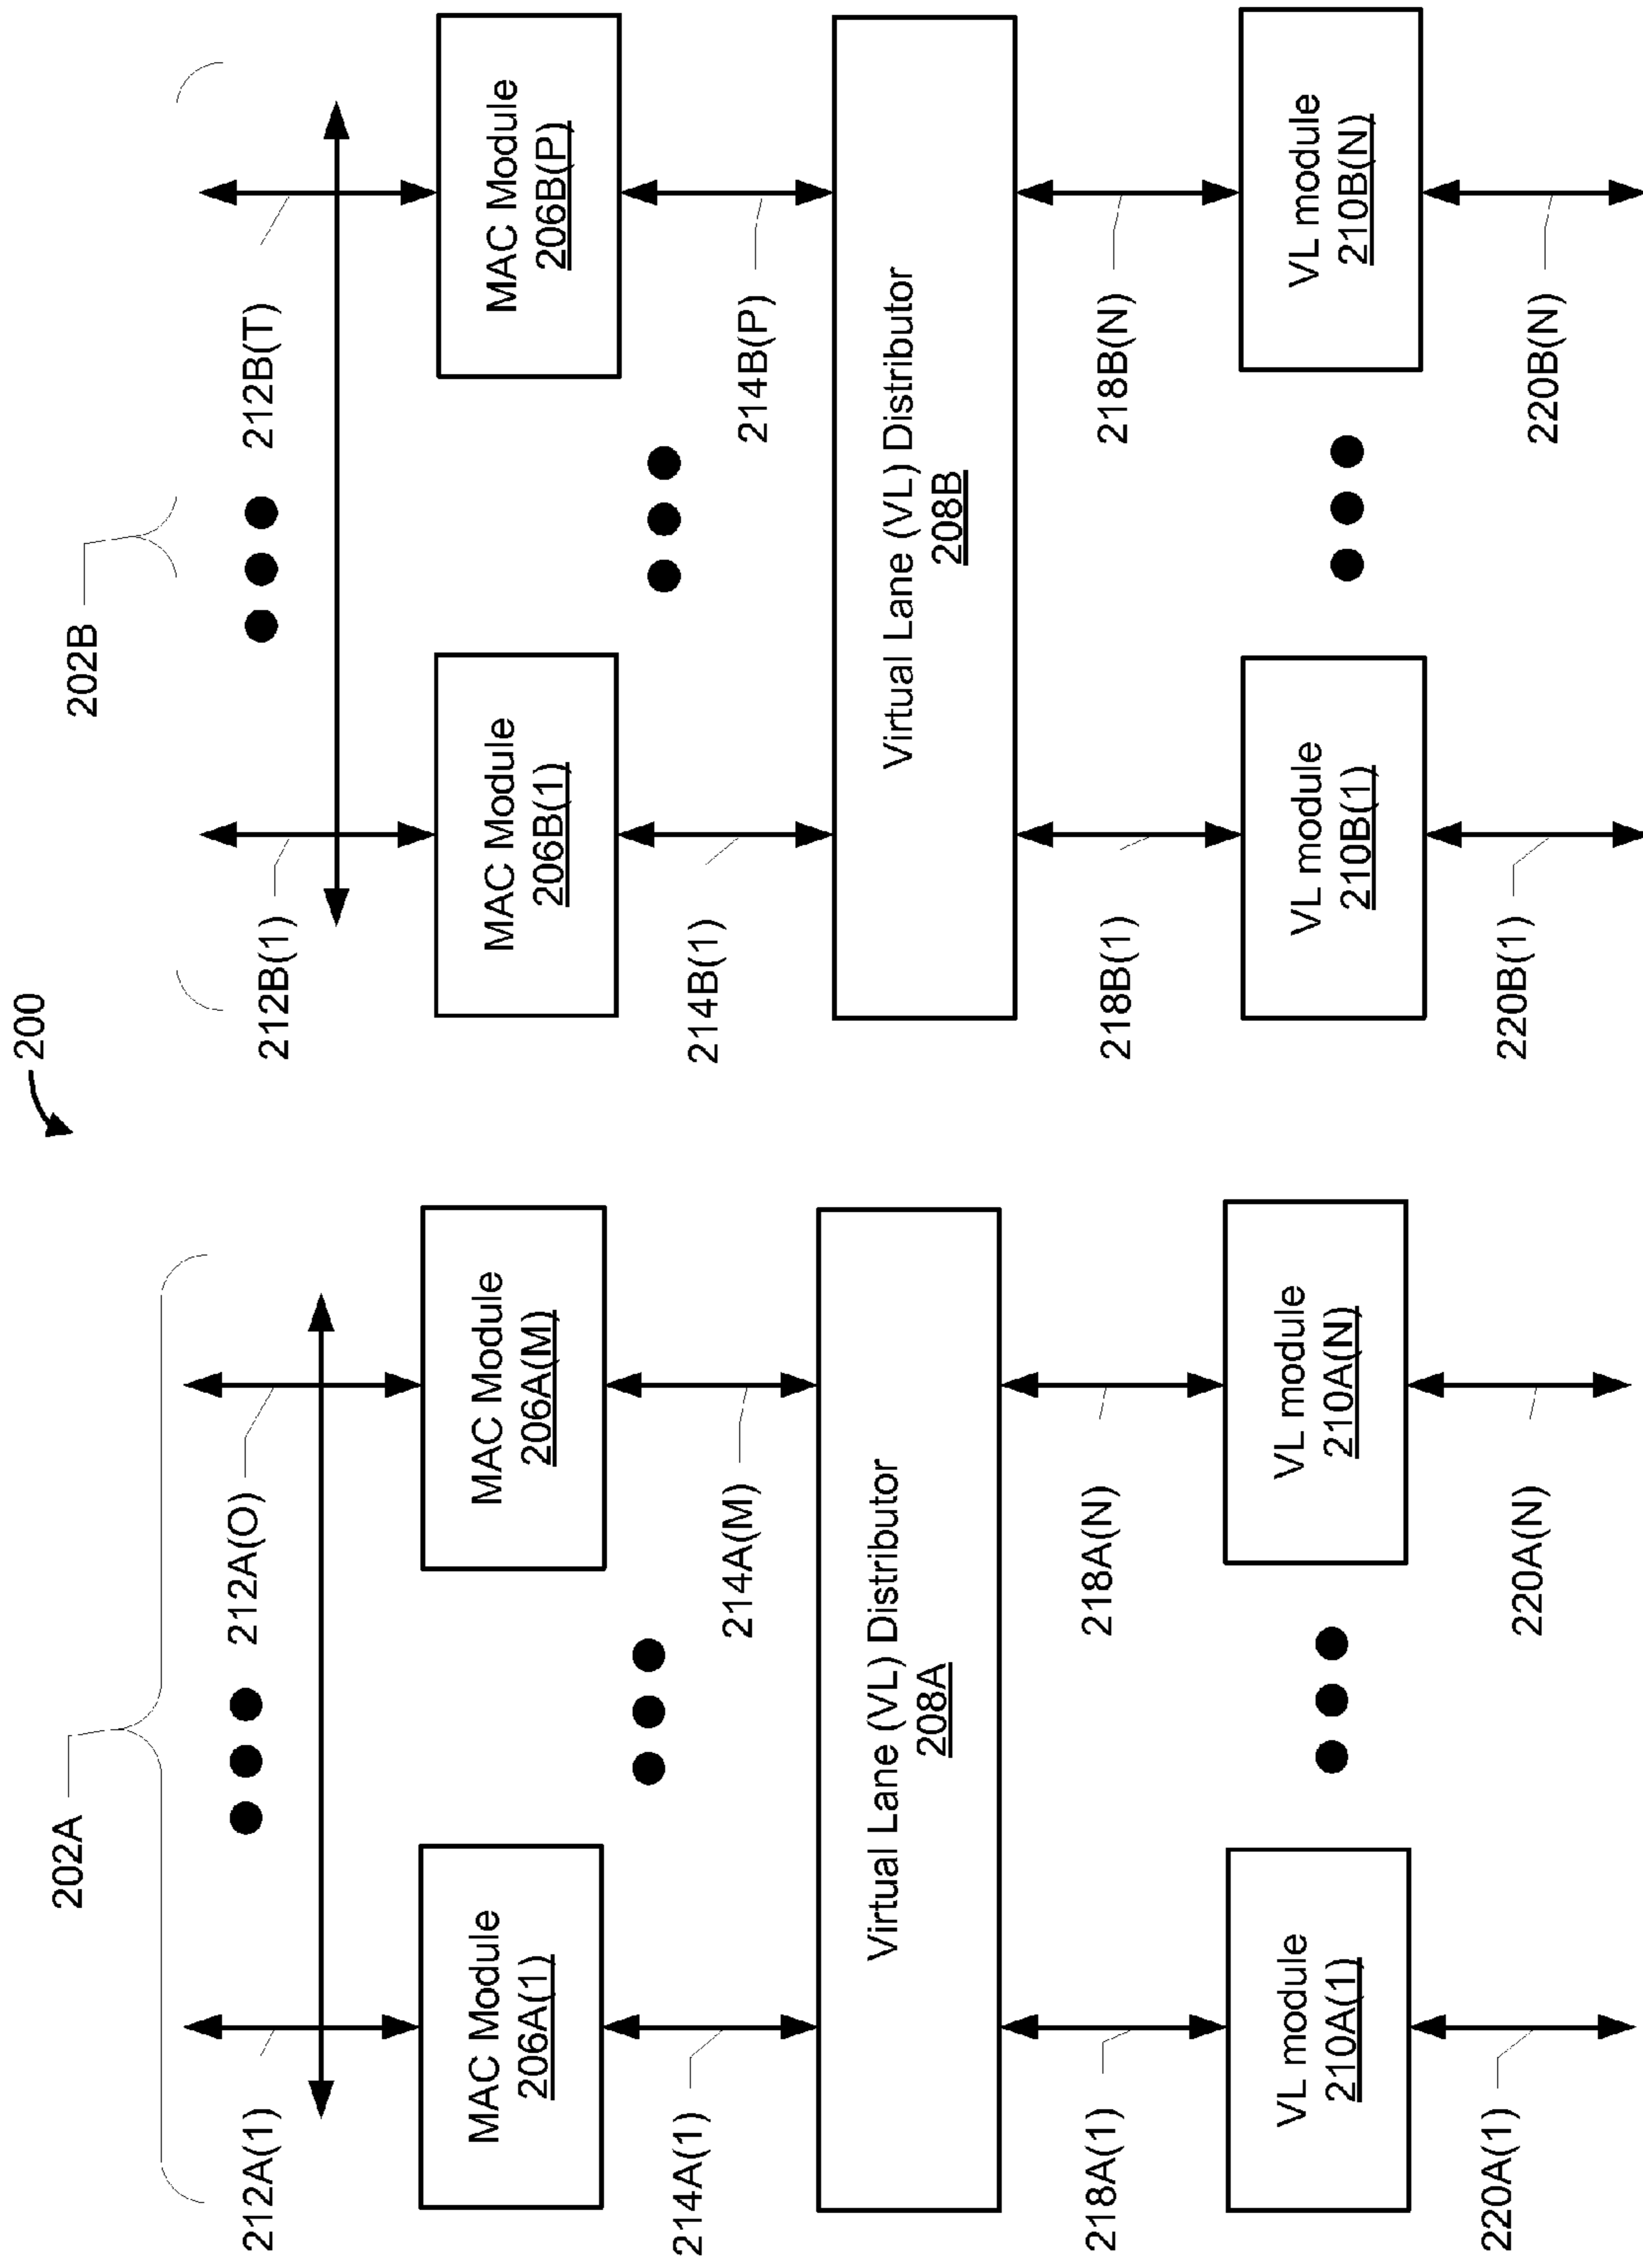 200
202A
202B
212A(1)
212A(O)
212B(1)
212B(T)
MAC Module
206A(1)
MAC Module
206A(M)
MAC Module
206B(1)
MAC Module
206B(P)
214A(1)
214A(M)
214B(1)
214B(P)
Virtual Lane (VL) Distributor
208A
Virtual Lane (VL) Distributor
208B
218A(1)
218A(N)
218B(1)
218B(N)
VL module
210A(1)
VL module
210A(N)
VL module
210B(1)
VL module
210B(N)
220A(1)
220A(N)
220B(1)
220B(N)